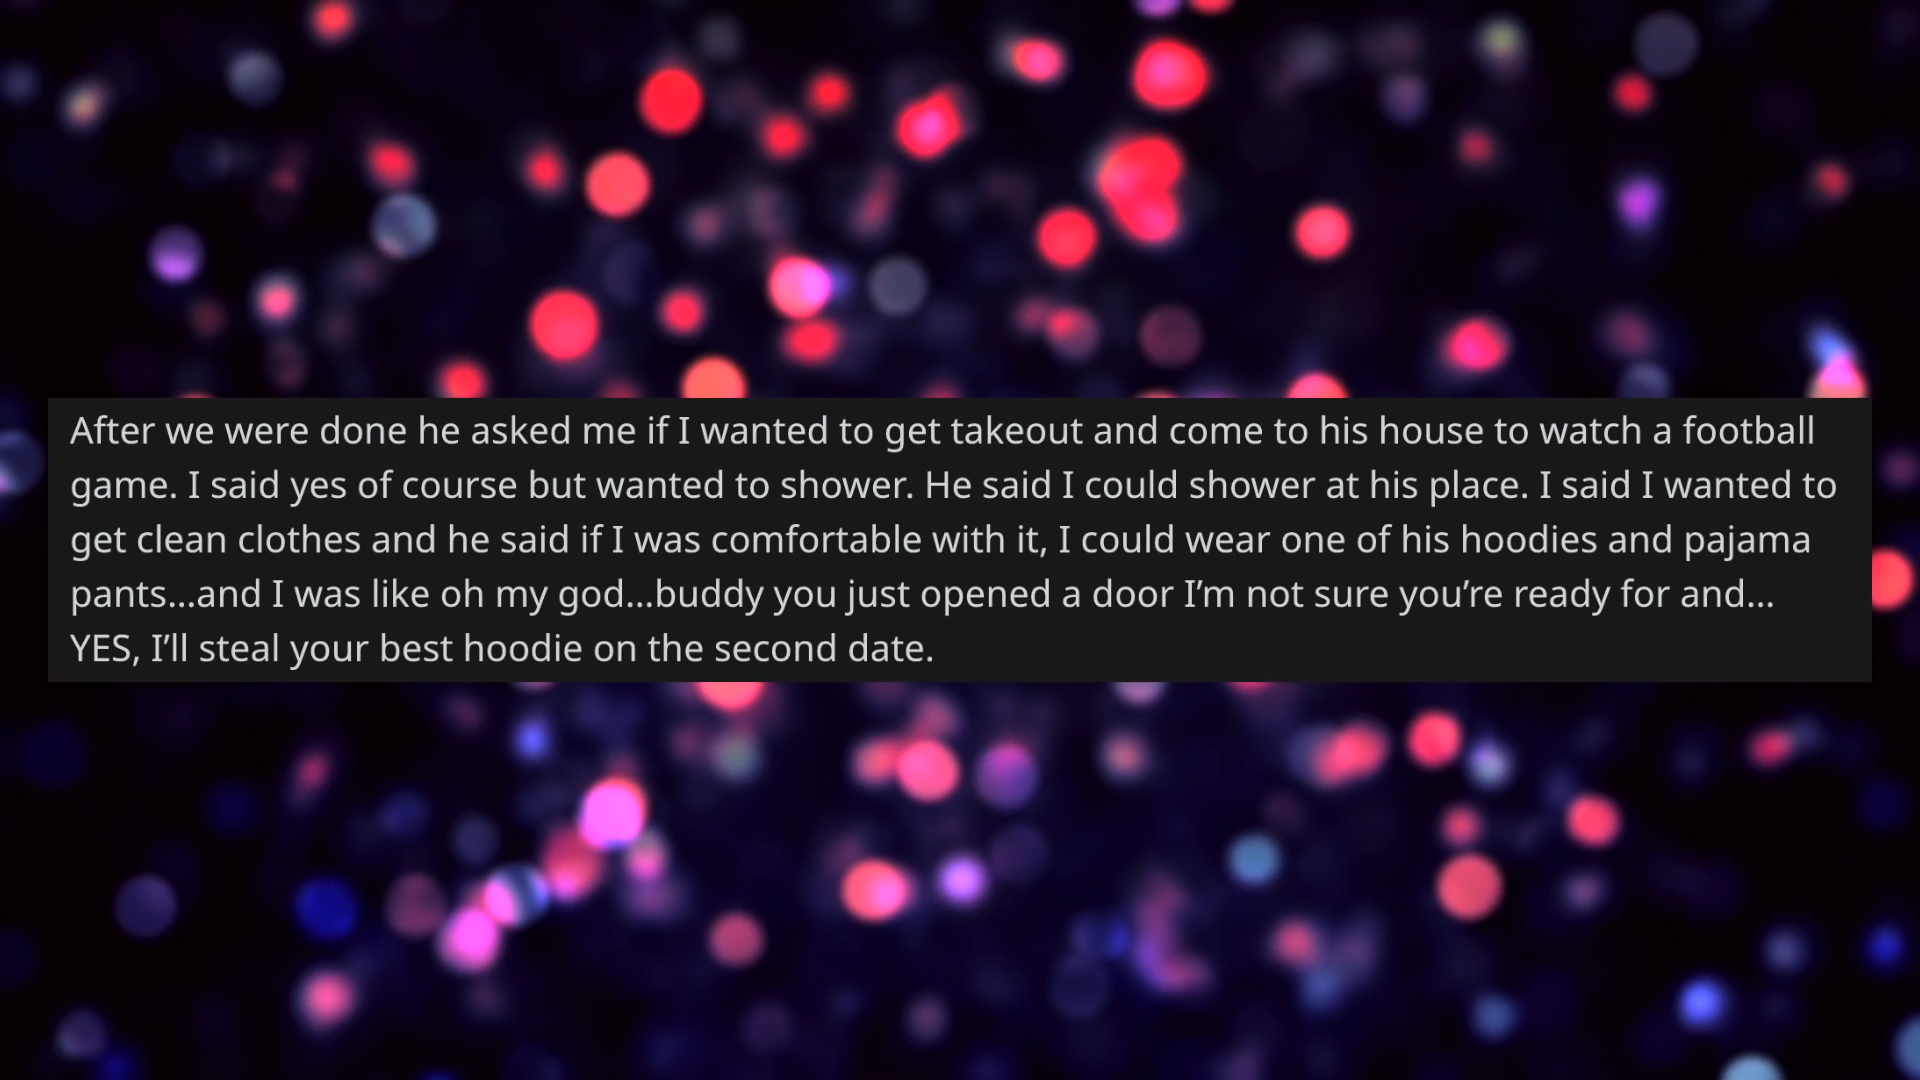 After we were done he asked me if I wanted to get takeout and come to his house to watch a football
game. I said yes of course but wanted to shower. He said I could shower at his place. I said I wanted to
get clean clothes and he said if I was comfortable with it, I could wear one of his hoodies and pajama
pants...and I was like oh my god...buddy you just opened a door I’m not sure you’re ready for and...
YES, I’ll steal your best hoodie on the second date.